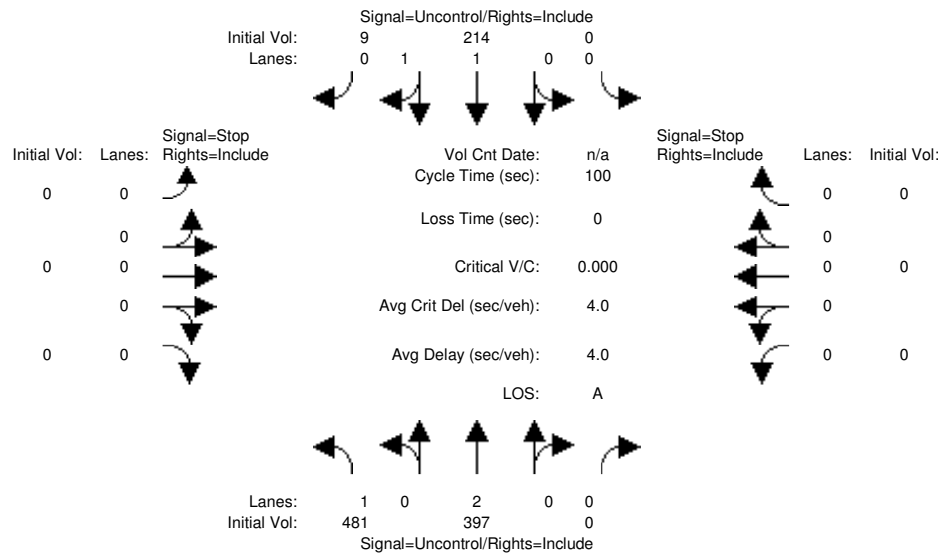 Signal=Uncontrol/Rights=Include
Initial Vol: 9 214 0
Lanes: 0 1 1 0 0
Signal=Stop Signal=Stop
Initial Vol: Lanes: Rights=Include Vol Cnt Date: n/a Rights=Include Lanes: Initial Vol:
Cycle Time (sec): 100
0 0 0 0
Loss Time (sec): 0
0 0
0 0 Critical V/C: 0.000 0 0
0 Avg Crit Del (sec/veh): 4.0 0
0 0 Avg Delay (sec/veh): 4.0 0 0
LOS: A
Lanes: 1 0 2 0 0
Initial Vol: 481 397 0
Signal=Uncontrol/Rights=Include